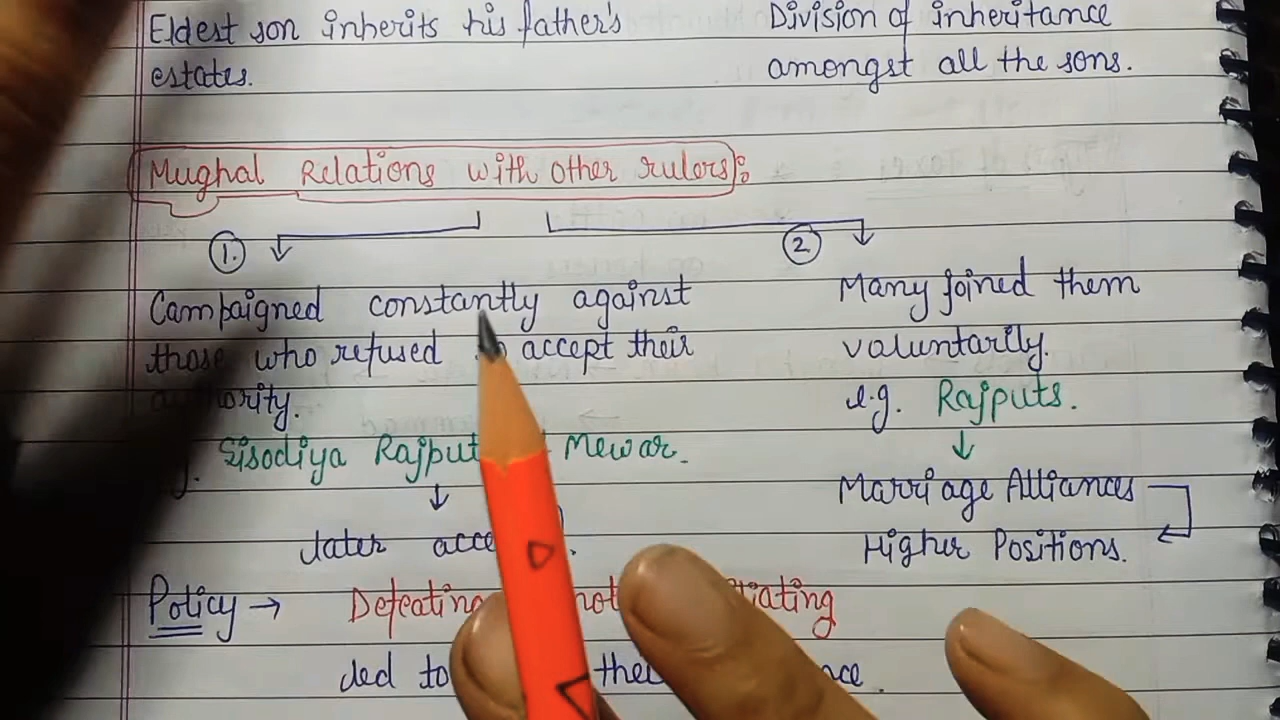 Eldest son inherits his father's
estates.
Division of inheritance
amongst all the sons.
Mughal Relations with other rulers):
1.
Campaigned constantly against
those who refused accept their
2.
Many joined them
voluntarily.
e.g. Rajputs.
Sisodiya Rajput Mewar.
later
Marriage Alliances
Higher Positions.
Policy → Defeating not
led to